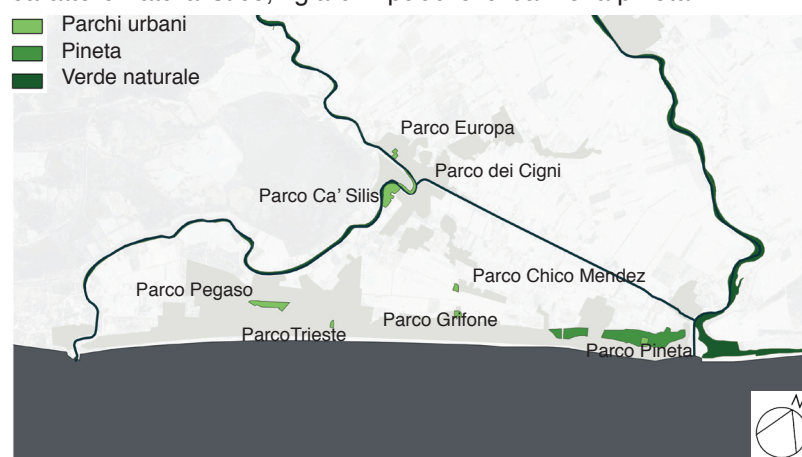 Parchi urbani
Pineta
Verde naturale
Parco Europa
Parco dei Cigni
Parco Ca' Silis
Parco Chico Mendez
Parco Pegaso
Parco Grifone
ParcoTrieste
Parco Pineta
N